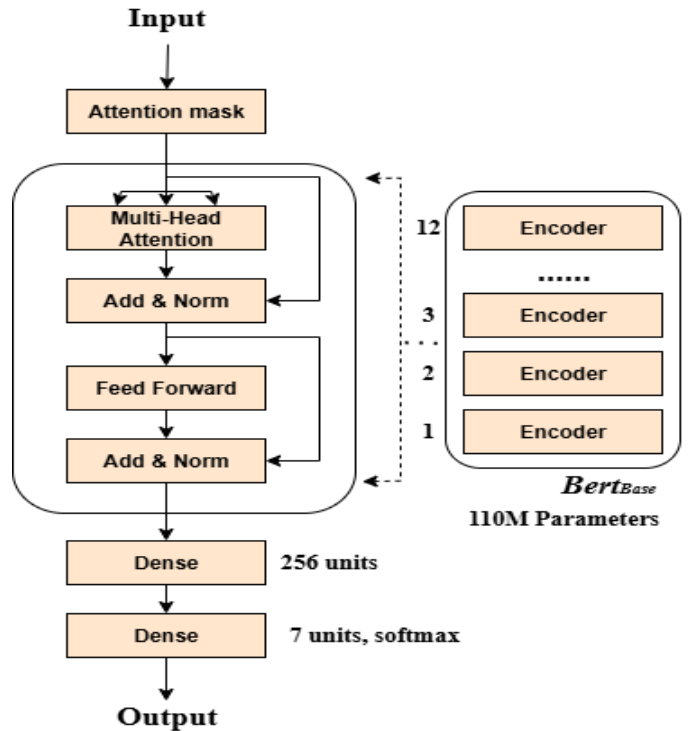 Input
Attention mask
Multi-Head
Attention
Add & Norm
Feed Forward
Add & Norm
Dense
256 units
Dense
7 units, softmax
Output
12
Encoder
......
3
Encoder
. . .
2
Encoder
1
Encoder
BertBase
110M Parameters